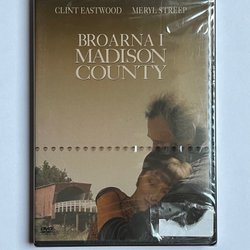 CLINT EASTWOOD MERYL STREEP
BROARNA I
MADISON
COUNTY
DVD